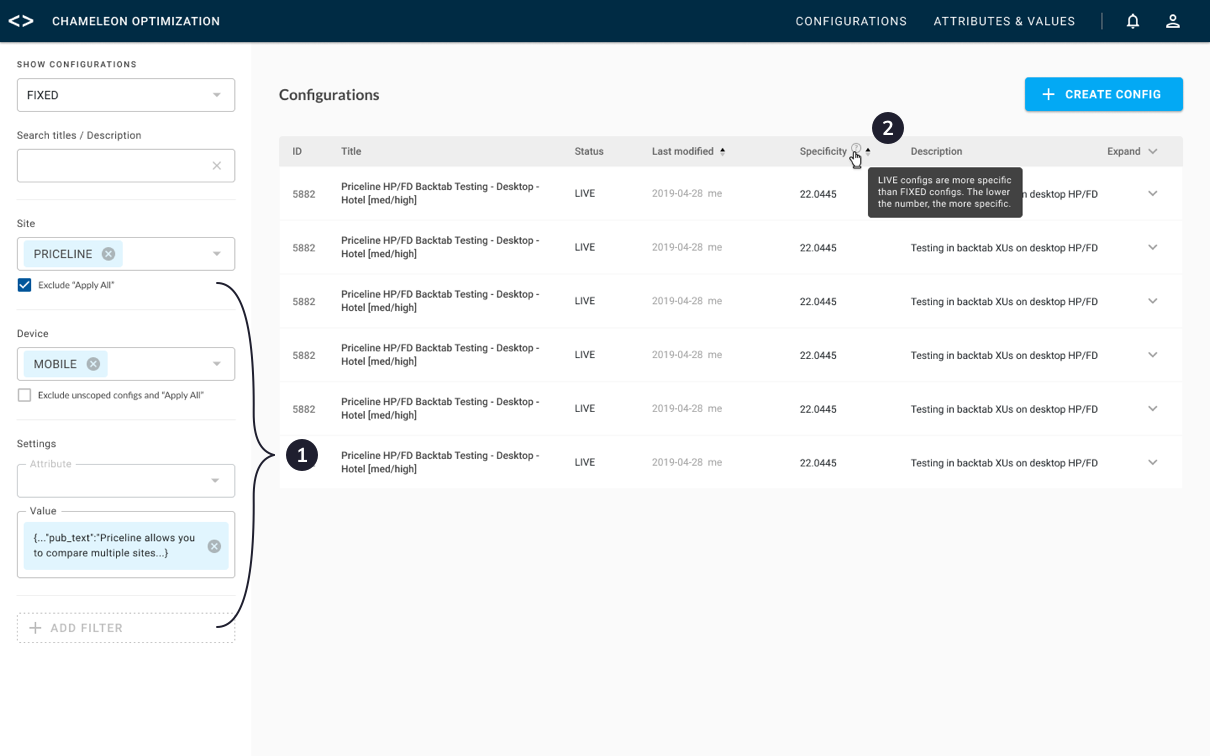 <> CHAMELEON OPTIMIZATION CONFIGURATIONS ATTRIBUTES & VALUES
SHOW CONFIGURATIONS
FIXED
Search titles / Description
Site
PRICELINE
Exclude “Apply All”
Device
MOBILE
Exclude unscoped configs and “Apply All”
Settings
Attribute
Value
{..."pub_text":"Priceline allows you
to compare multiple sites...}
+ ADD FILTER
1
Configurations
+ CREATE CONFIG
2
ID Title Status Last modified Specificity ? Description Expand
LIVE configs are more specific
than FIXED configs. The lower
the number, the more specific.
5882 Priceline HP/FD Backtab Testing - Desktop - LIVE 2019-04-28 me 22.0445 n desktop HP/FD
Hotel [med/high]
5882 Priceline HP/FD Backtab Testing - Desktop - LIVE 2019-04-28 me 22.0445 Testing in backtab XUs on desktop HP/FD
Hotel [med/high]
5882 Priceline HP/FD Backtab Testing - Desktop - LIVE 2019-04-28 me 22.0445 Testing in backtab XUs on desktop HP/FD
Hotel [med/high]
5882 Priceline HP/FD Backtab Testing - Desktop - LIVE 2019-04-28 me 22.0445 Testing in backtab XUs on desktop HP/FD
Hotel [med/high]
5882 Priceline HP/FD Backtab Testing - Desktop - LIVE 2019-04-28 me 22.0445 Testing in backtab XUs on desktop HP/FD
Hotel [med/high]
Priceline HP/FD Backtab Testing - Desktop - LIVE 2019-04-28 me 22.0445 Testing in backtab XUs on desktop HP/FD
Hotel [med/high]